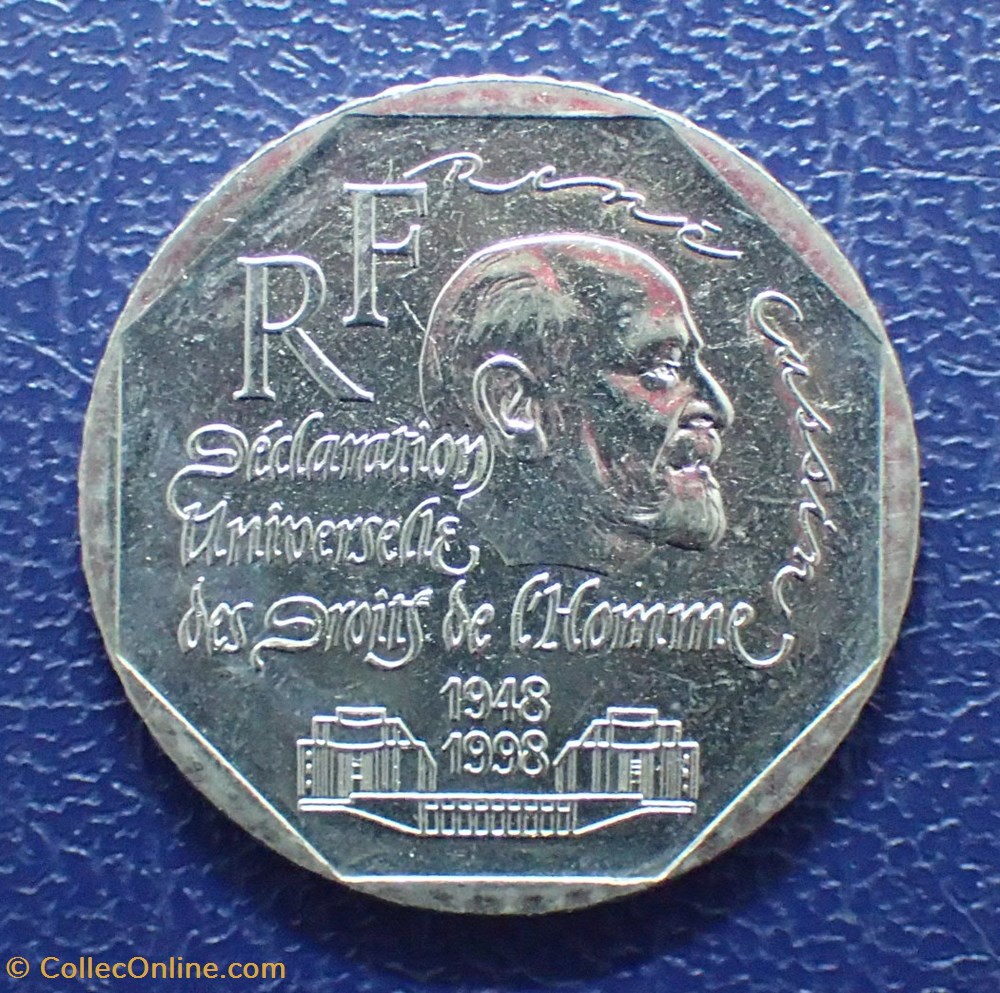 RF
René Cassin
Déclaration
Universelle
des Droits de l'Homme
1948
1998
© CollecOnline.com